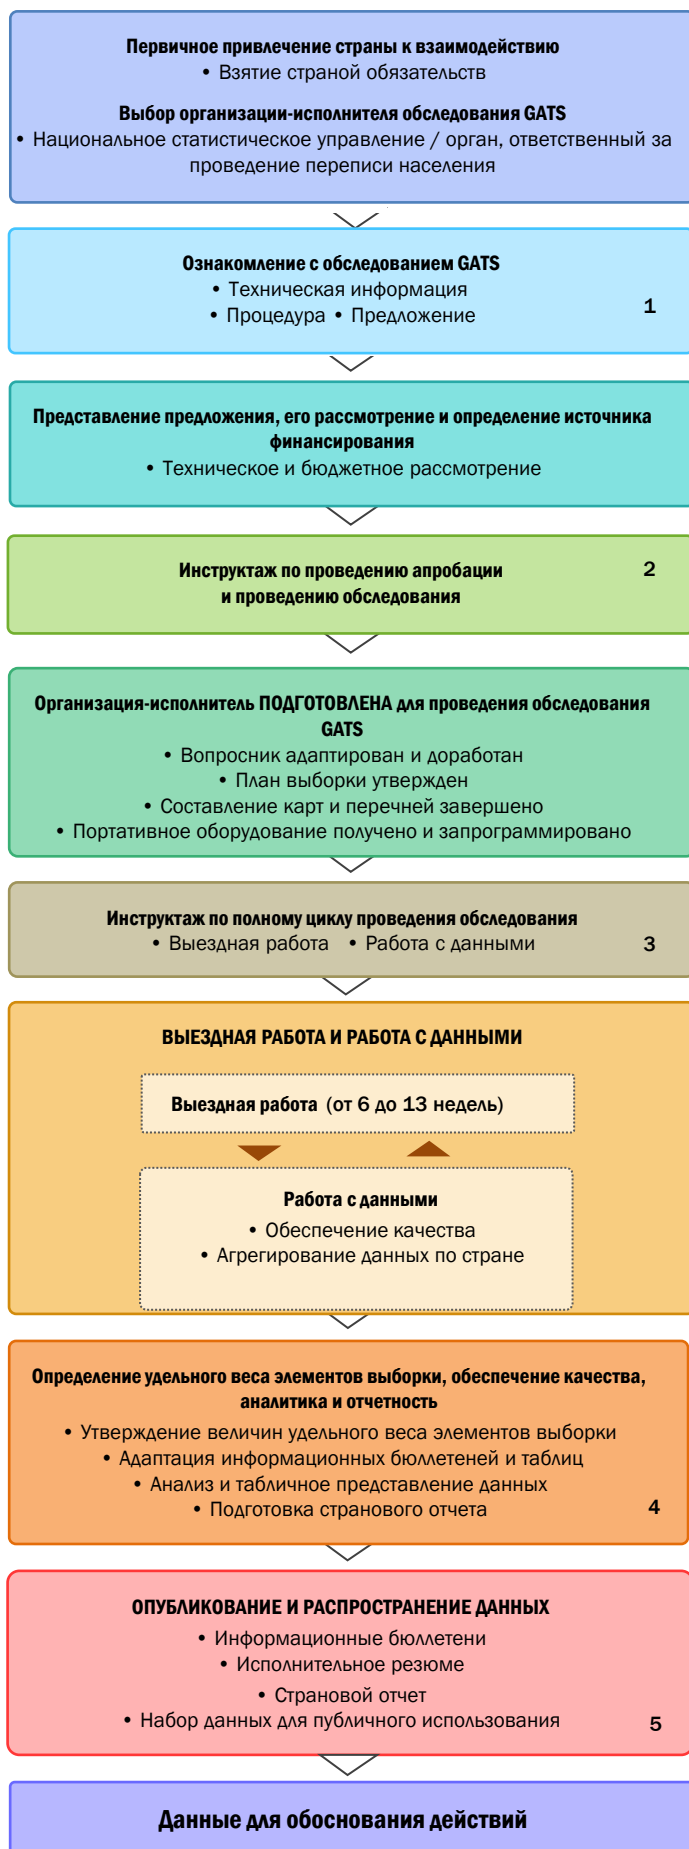 Первичное привлечение страны к взаимодействию
• Взятие страной обязательств
Выбор организации-исполнителя обследования GATS
• Национальное статистическое управление / орган, ответственный за
проведение переписи населения
Ознакомление с обследованием GATS
• Техническая информация
• Процедура • Предложение
1
Представление предложения, его рассмотрение и определение источника
финансирования
• Техническое и бюджетное рассмотрение
Инструктаж по проведению апробации
и проведению обследования
2
Организация-исполнитель ПОДГОТОВЛЕНА для проведения обследования
GATS
• Вопросник адаптирован и доработан
• План выборки утвержден
• Составление карт и перечней завершено
• Портативное оборудование получено и запрограммировано
Инструктаж по полному циклу проведения обследования
• Выездная работа • Работа с данными
3
ВЫЕЗДНАЯ РАБОТА И РАБОТА С ДАННЫМИ
Выездная работа (от 6 до 13 недель)
Работа с данными
• Обеспечение качества
• Агрегирование данных по стране
Определение удельного веса элементов выборки, обеспечение качества,
аналитика и отчетность
• Утверждение величин удельного веса элементов выборки
• Адаптация информационных бюллетеней и таблиц
• Анализ и табличное представление данных
• Подготовка странового отчета
4
ОПУБЛИКОВАНИЕ И РАСПРОСТРАНЕНИЕ ДАННЫХ
• Информационные бюллетени
• Исполнительное резюме
• Страновой отчет
• Набор данных для публичного использования
5
Данные для обоснования действий